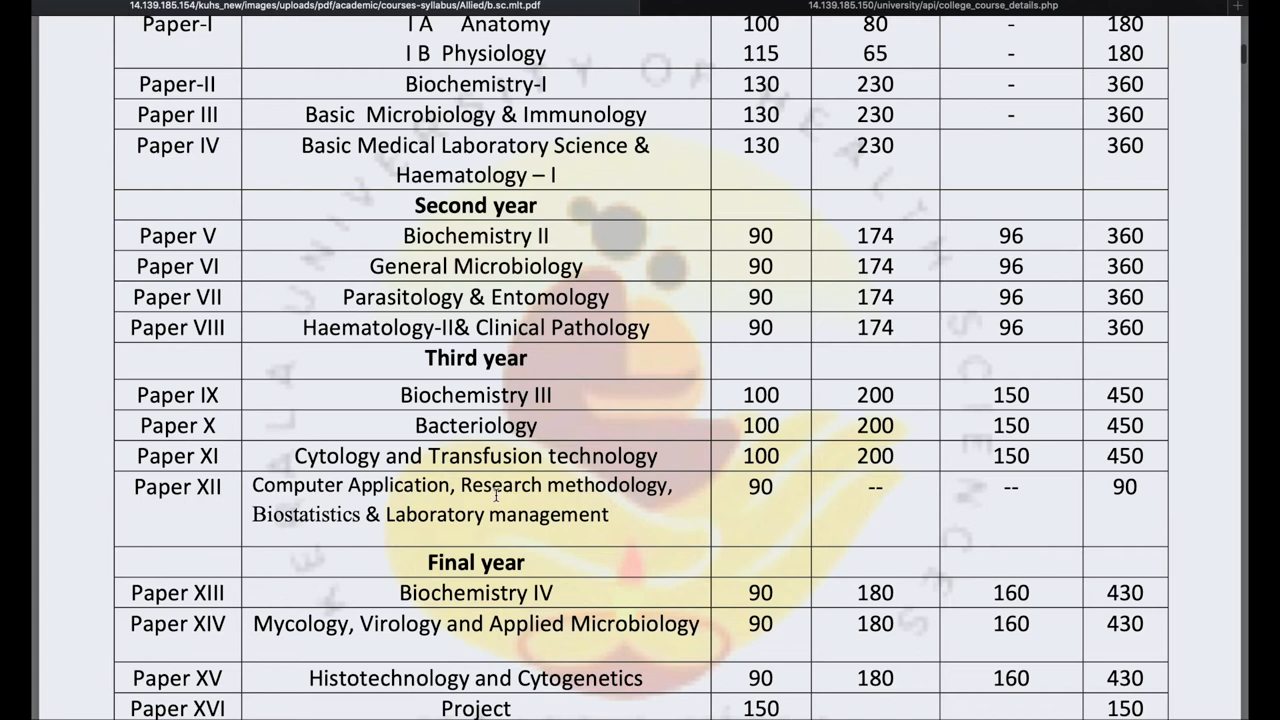 14.139.185.154/kuhs_new/images/uploads/pdf/academic/courses-syllabus/Allied/b.sc.mlt.pdf 14.139.185.150/university/api/college_course_details.php
Paper-I I A Anatomy 100 80 - 180
I B Physiology 115 65 - 180
Paper-II Biochemistry-I 130 230 - 360
Paper III Basic Microbiology & Immunology 130 230 - 360
Paper IV Basic Medical Laboratory Science & 130 230 360
Haematology – I
Second year
Paper V Biochemistry II 90 174 96 360
Paper VI General Microbiology 90 174 96 360
Paper VII Parasitology & Entomology 90 174 96 360
Paper VIII Haematology-II& Clinical Pathology 90 174 96 360
Third year
Paper IX Biochemistry III 100 200 150 450
Paper X Bacteriology 100 200 150 450
Paper XI Cytology and Transfusion technology 100 200 150 450
Paper XII Computer Application, Research methodology, 90 -- -- 90
Biostatistics & Laboratory management
Final year
Paper XIII Biochemistry IV 90 180 160 430
Paper XIV Mycology, Virology and Applied Microbiology 90 180 160 430
Paper XV Histotechnology and Cytogenetics 90 180 160 430
Paper XVI Project 150 150
KERALA UNIVERSITY OF HEALTH SCIENCES